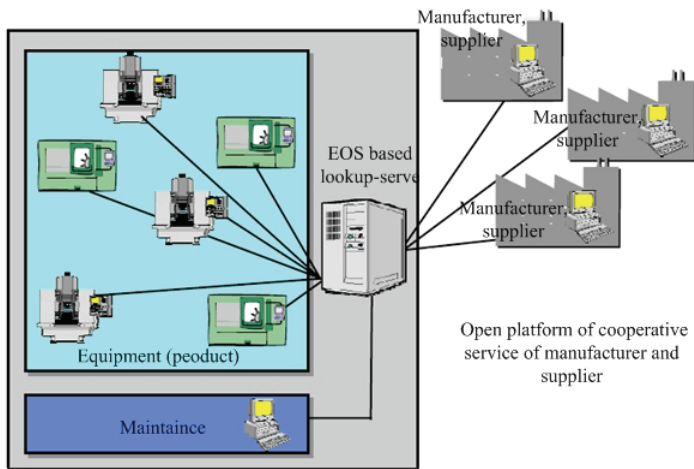 Manufacturer,
supplier
Manufacturer,
supplier
Manufacturer,
supplier
EOS based
lookup-serve
Equipment (peoduct)
Maintaince
Open platform of cooperative
service of manufacturer and
supplier